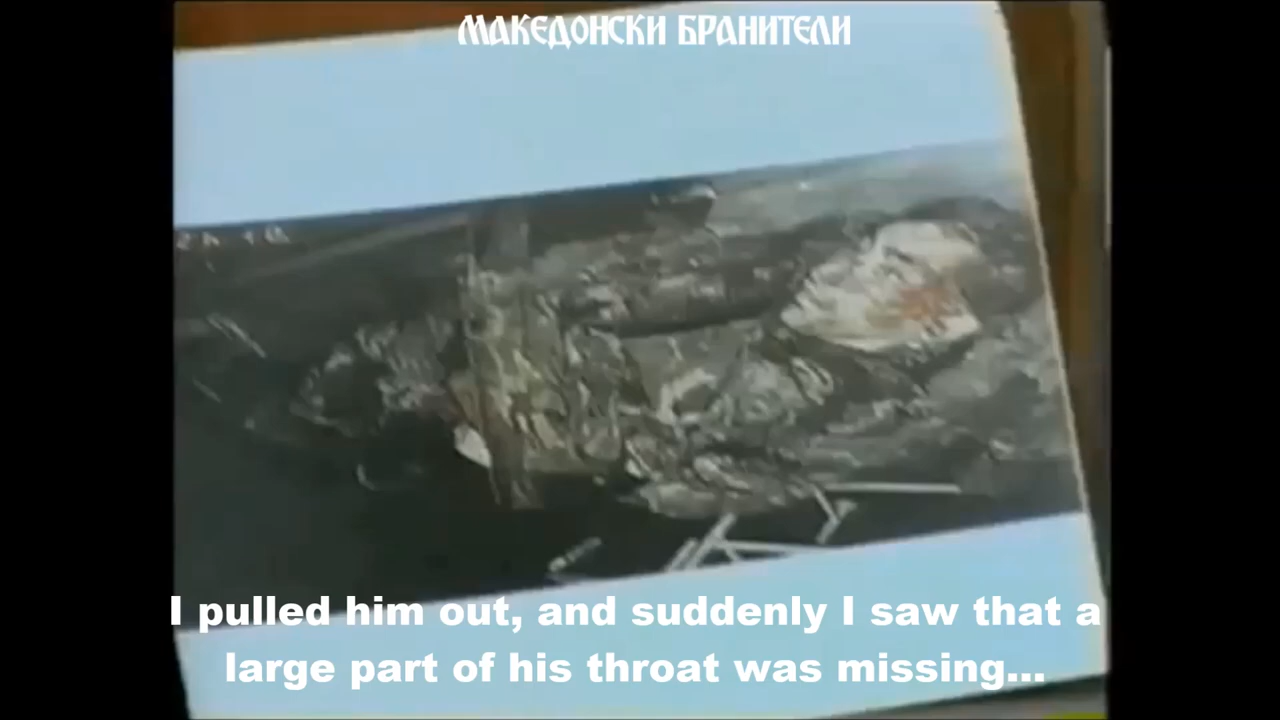 МАКЕДОНСКИ БРАНИТЕЛИ
I pulled him out, and suddenly I saw that a
large part of his throat was missing...